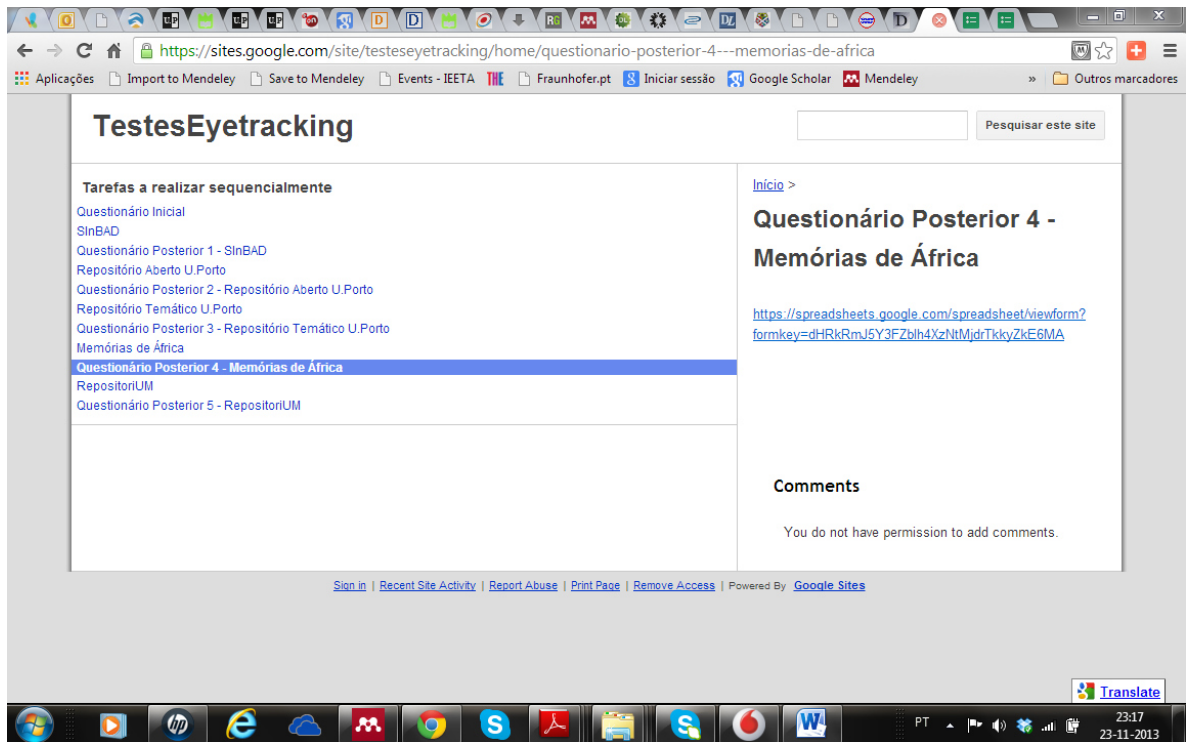 https://sites.google.com/site/testeseyetracking/home/questionario-posterior-4---memorias-de-africa
Aplicações Import to Mendeley Save to Mendeley Events - IEETA THE Fraunhofer.pt Iniciar sessão Google Scholar Mendeley » Outros marcadores
TestesEyetracking
Pesquisar este site
Tarefas a realizar sequencialmente
Questionário Inicial
SInBAD
Questionário Posterior 1 - SInBAD
Repositório Aberto U.Porto
Questionário Posterior 2 - Repositório Aberto U.Porto
Repositório Temático U.Porto
Questionário Posterior 3 - Repositório Temático U.Porto
Memórias de África
Questionário Posterior 4 - Memórias de África
RepositoriUM
Questionário Posterior 5 - RepositoriUM
Início >
Questionário Posterior 4 -
Memórias de África
https://spreadsheets.google.com/spreadsheet/viewform?
Comments
You do not have permission to add comments.
Sign in | Recent Site Activity | Report Abuse | Print Page | Remove Access | Powered By Google Sites
Translate
PT
23:17
23-11-2013